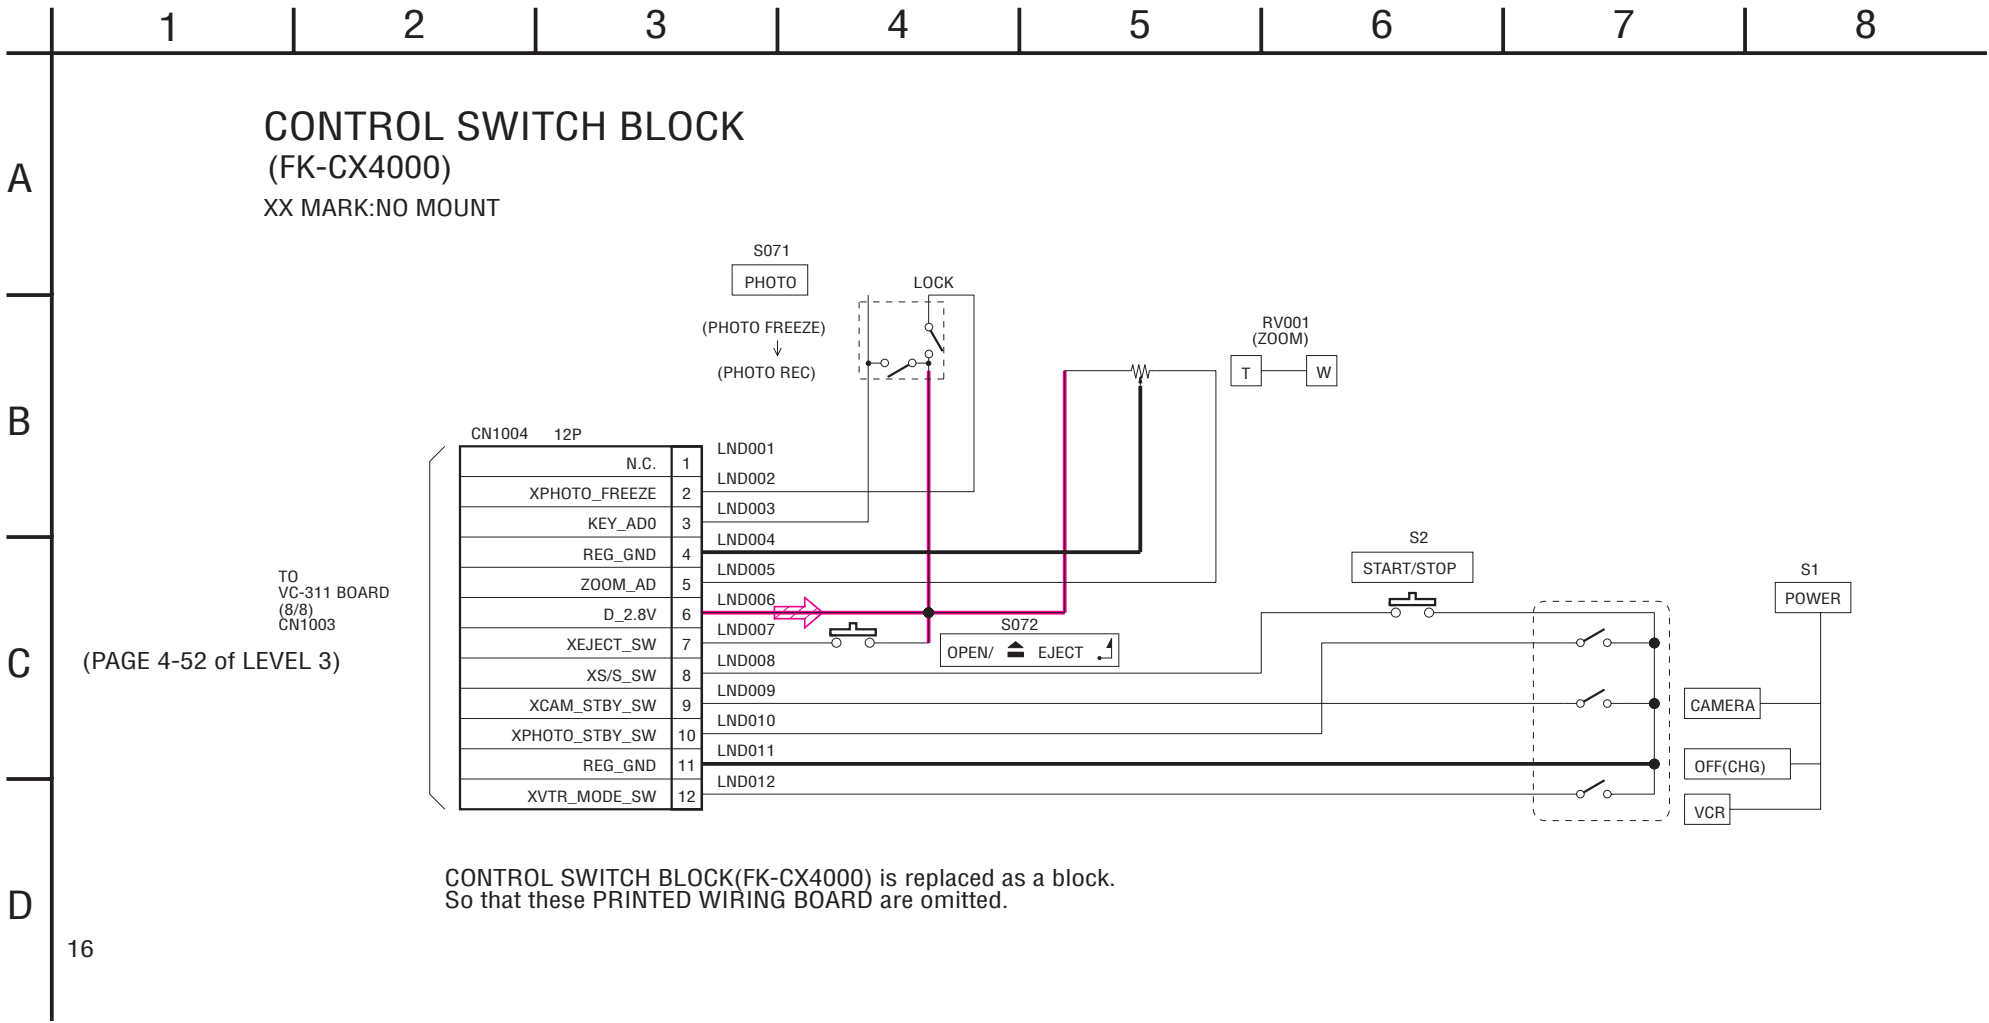 1 2 3 4 5 6 7 8
A
B
C
D
CONTROL SWITCH BLOCK
(FK-CX4000)
XX MARK:NO MOUNT
S071
PHOTO
LOCK
(PHOTO FREEZE)
(PHOTO REC)
RV001
(ZOOM)
T W
CN1004 12P
N.C. 1 LND001
XPHOTO_FREEZE 2 LND002
KEY_AD0 3 LND003
REG_GND 4 LND004
ZOOM_AD 5 LND005
D_2.8V 6 LND006
XEJECT_SW 7 LND007
XS/S_SW 8 LND008
XCAM_STBY_SW 9 LND009
XPHOTO_STBY_SW 10 LND010
REG_GND 11 LND011
XVTR_MODE_SW 12 LND012
TO
VC-311 BOARD
(8/8)
CN1003
(PAGE 4-52 of LEVEL 3)
S072
OPEN/ EJECT
S2
START/STOP
S1
POWER
CAMERA
OFF(CHG)
VCR
CONTROL SWITCH BLOCK(FK-CX4000) is replaced as a block.
So that these PRINTED WIRING BOARD are omitted.
16